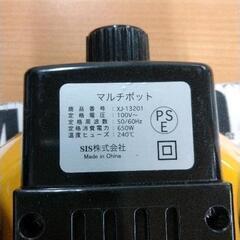 マルチポット
商品番号：XJ-13201
定格電圧：100V~
定格周波数：50/60Hz
定格消費電力：650W
温度ヒューズ：240℃
PSE
SIS株式会社
Made in China